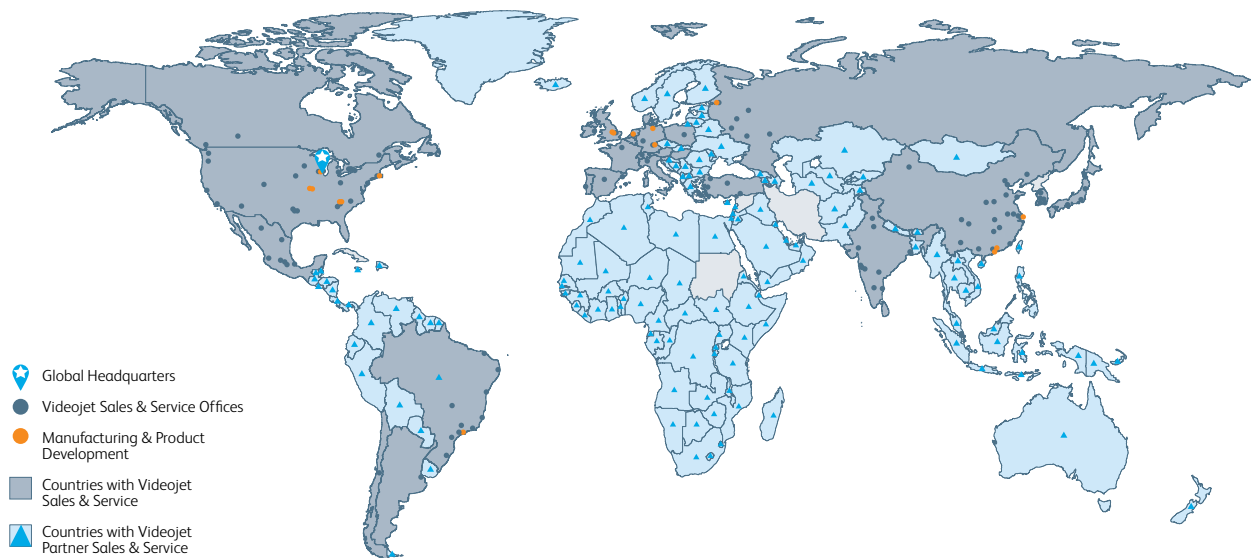 Global Headquarters
Videojet Sales & Service Offices
Manufacturing & Product
Development
Countries with Videojet
Sales & Service
Countries with Videojet
Partner Sales & Service